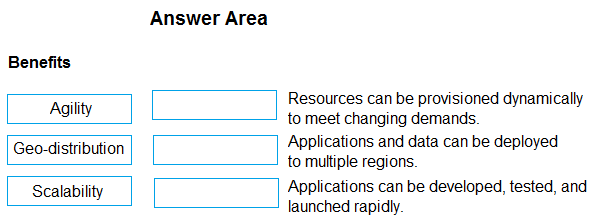 Answer Area
Benefits
Agility
Resources can be provisioned dynamically
to meet changing demands.
Geo-distribution
Applications and data can be deployed
to multiple regions.
Scalability
Applications can be developed, tested, and
launched rapidly.